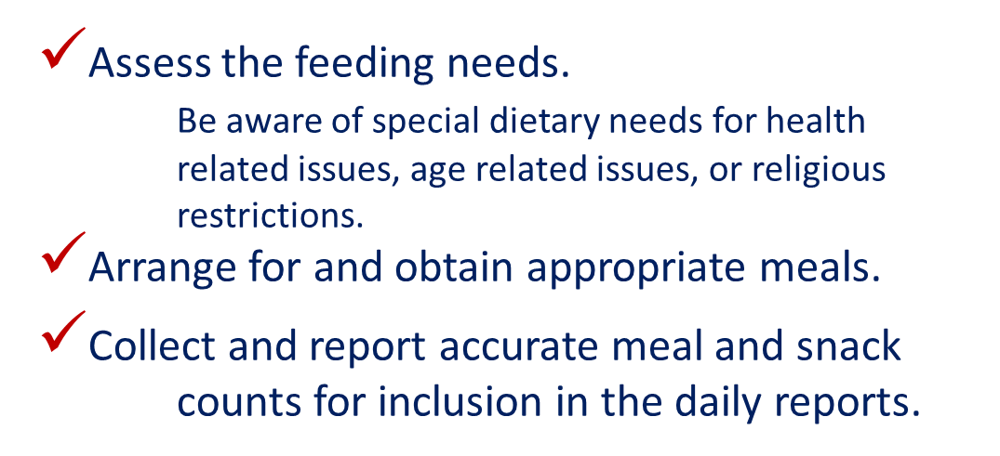 Assess the feeding needs.
Be aware of special dietary needs for health
related issues, age related issues, or religious
restrictions.
Arrange for and obtain appropriate meals.
Collect and report accurate meal and snack
counts for inclusion in the daily reports.